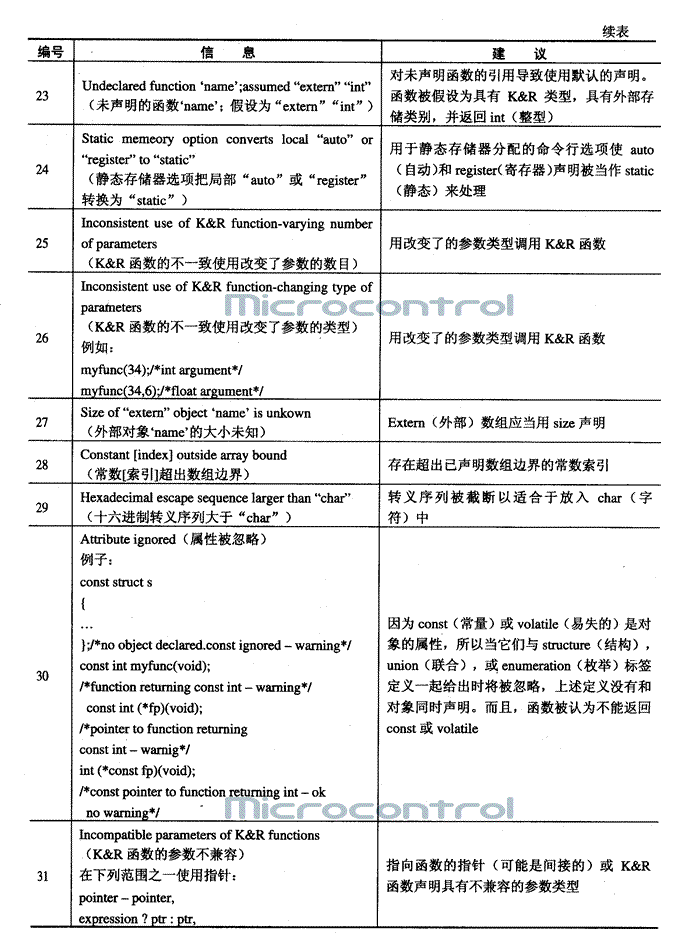 续表
编号 信 息 建 议
23
Undeclared function ‘name’;assumed “extern” “int”
（未声明的函数‘name’；假设为“extern”“int”）
对未声明函数的引用导致使用默认的声明。
函数被假设为具有 K&R 类型，具有外部存
储类别，并返回 int（整型）
24
Static memeory option converts local “auto” or
“register” to “static”
（静态存储器选项把局部“auto”或“register”
转换为“static”）
用于静态存储器分配的命令行选项使 auto
（自动）和 register（寄存器）声明被当作 static
（静态）来处理
25
Inconsistent use of K&R function-varying number
of parameters
（K&R 函数的不一致使用改变了参数的数目）
用改变了的参数类型调用 K&R 函数
26
Inconsistent use of K&R function-changing type of
parameters
（K&R 函数的不一致使用改变了参数的类型）
例如：
myfunc(34);/*int argument*/
myfunc(34,6);/*float argument*/
用改变了的参数类型调用 K&R 函数
Microcontrol
27
Size of “extern” object ‘name’ is unkown
（外部对象‘name’的大小未知）
Extern（外部）数组应当用 size 声明
28
Constant [index] outside array bound
（常数[索引]超出数组边界）
存在超出已声明数组边界的常数索引
29
Hexadecimal escape sequence larger than “char”
（十六进制转义序列大于“char”）
转义序列被截断以适合于放入 char（字
符）中
30
Attribute ignored（属性被忽略）
例子：
const struct s
{
…
};/*no object declared.const ignored – warning*/
const int myfunc(void);
/*function returning const int – warning*/
const int (*fp)(void);
/*pointer to function returning
const int – warnig*/
int (*const fp)(void);
/*const pointer to function returning int – ok
no warning*/
因为 const（常量）或 volatile（易失的）是对
象的属性，所以当它们与 structure（结构），
union（联合），或 enumeration（枚举）标签
定义一起给出时将被忽略，上述定义没有和
对象同时声明。而且，函数被认为不能返回
const 或 volatile
Microcontrol
31
Incompatible parameters of K&R functions
（K&R 函数的参数不兼容）
在下列范围之一使用指针：
pointer – pointer,
expression ? ptr : ptr,
指向函数的指针（可能是间接的）或 K&R
函数声明具有不兼容的参数类型